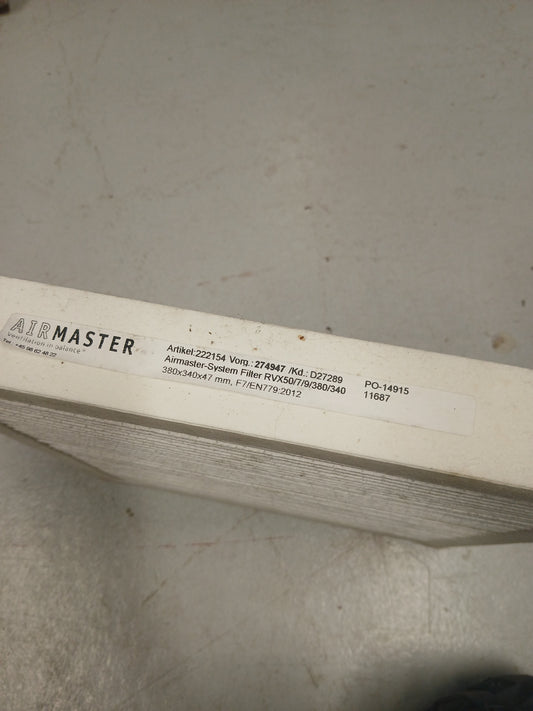 AIRMASTER
ventilation in balance
Artikel:222154 Vorg.:274947 /Kd.: D27289
Airmaster-System Filter RVX50/7/9/380/340
380x340x47 mm, F7/EN779:2012
PO-14915
11687